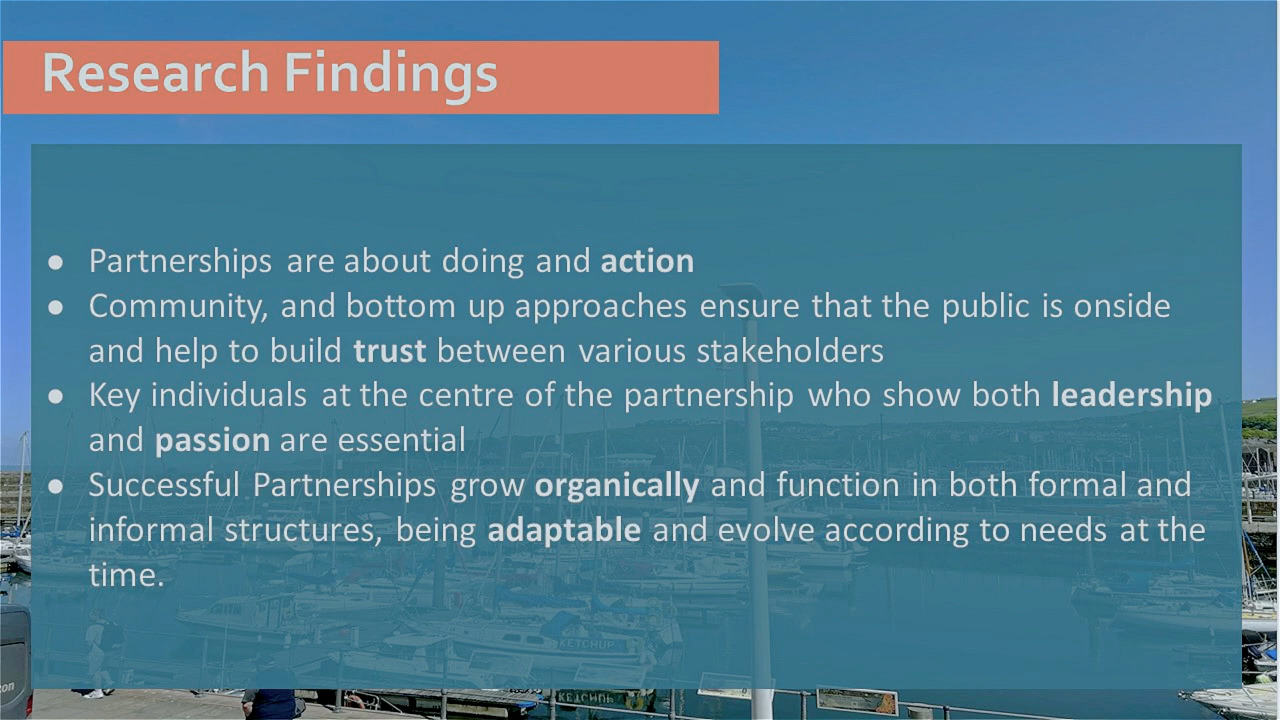 Research Findings
● Partnerships are about doing and action
● Community, and bottom up approaches ensure that the public is onside
and help to build trust between various stakeholders
● Key individuals at the centre of the partnership who show both leadership
and passion are essential
● Successful Partnerships grow organically and function in both formal and
informal structures, being adaptable and evolve according to needs at the
time.
KETCHUP